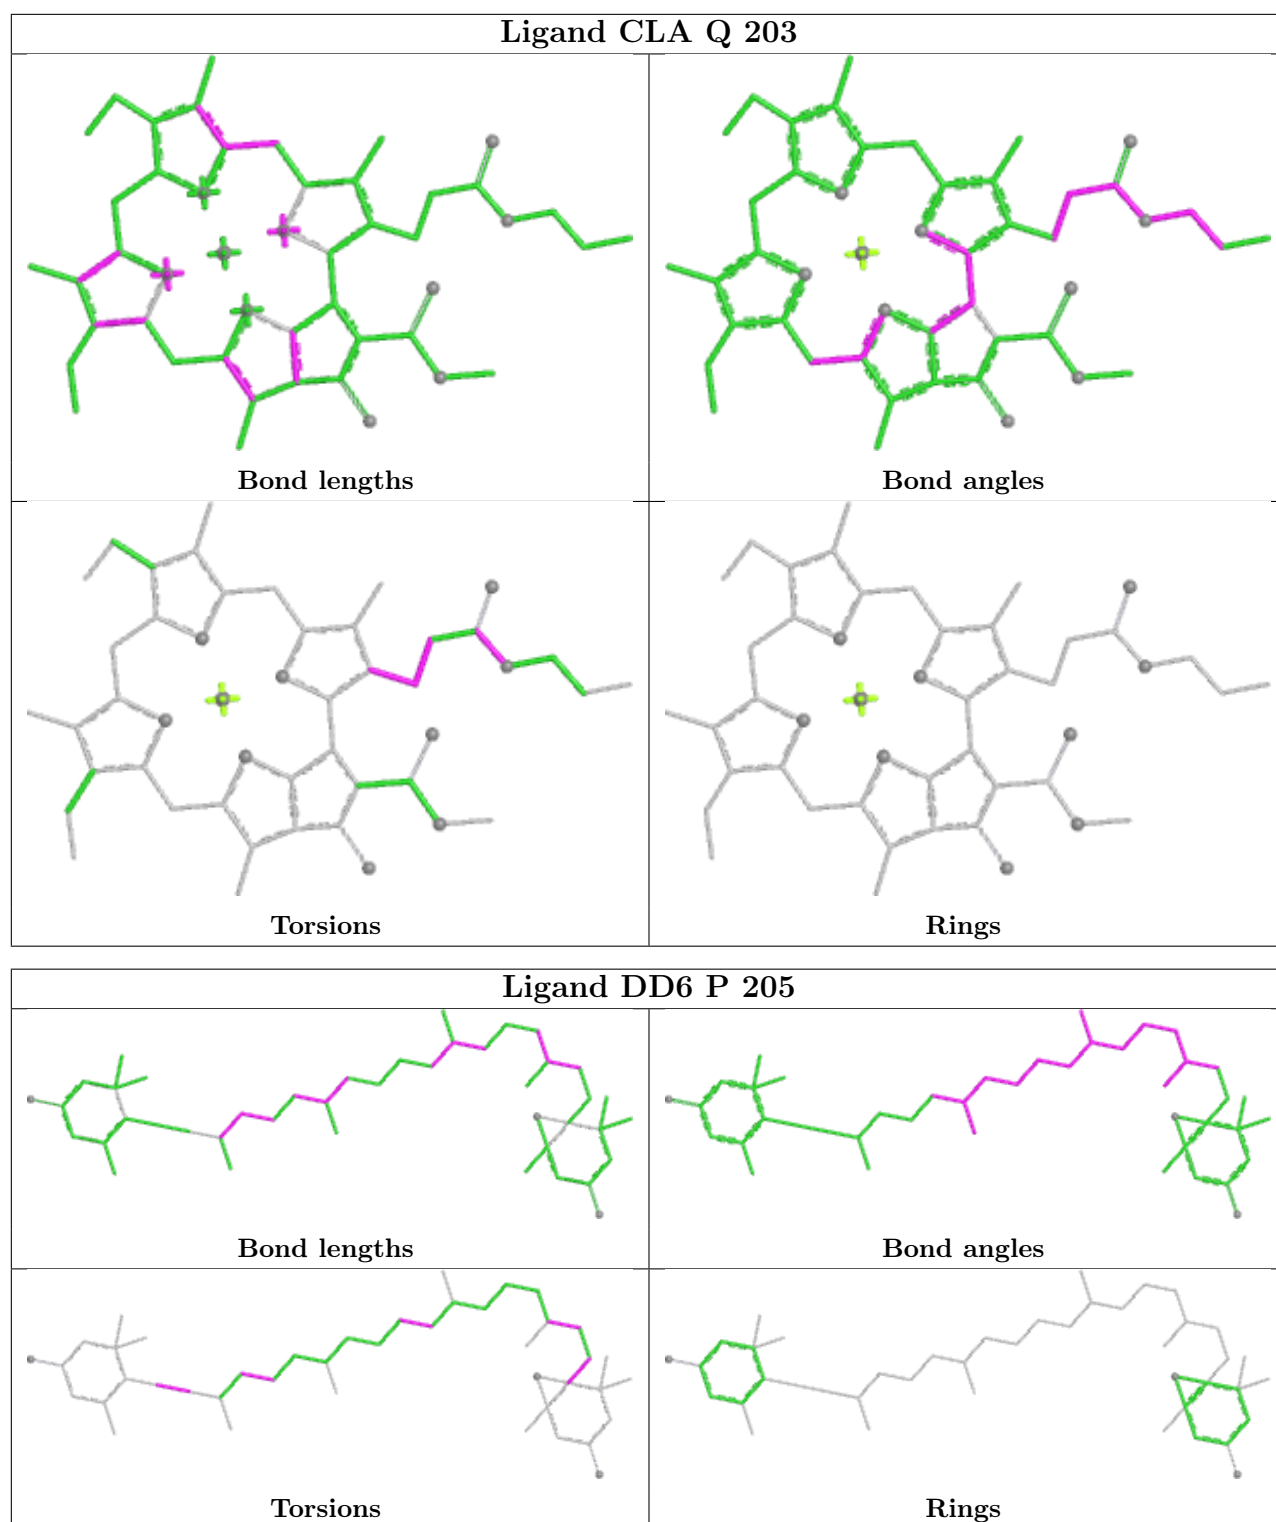 Ligand CLA Q 203
Bond lengths
Bond angles
Torsions
Rings
Ligand DD6 P 205
Bond lengths
Bond angles
Torsions
Rings